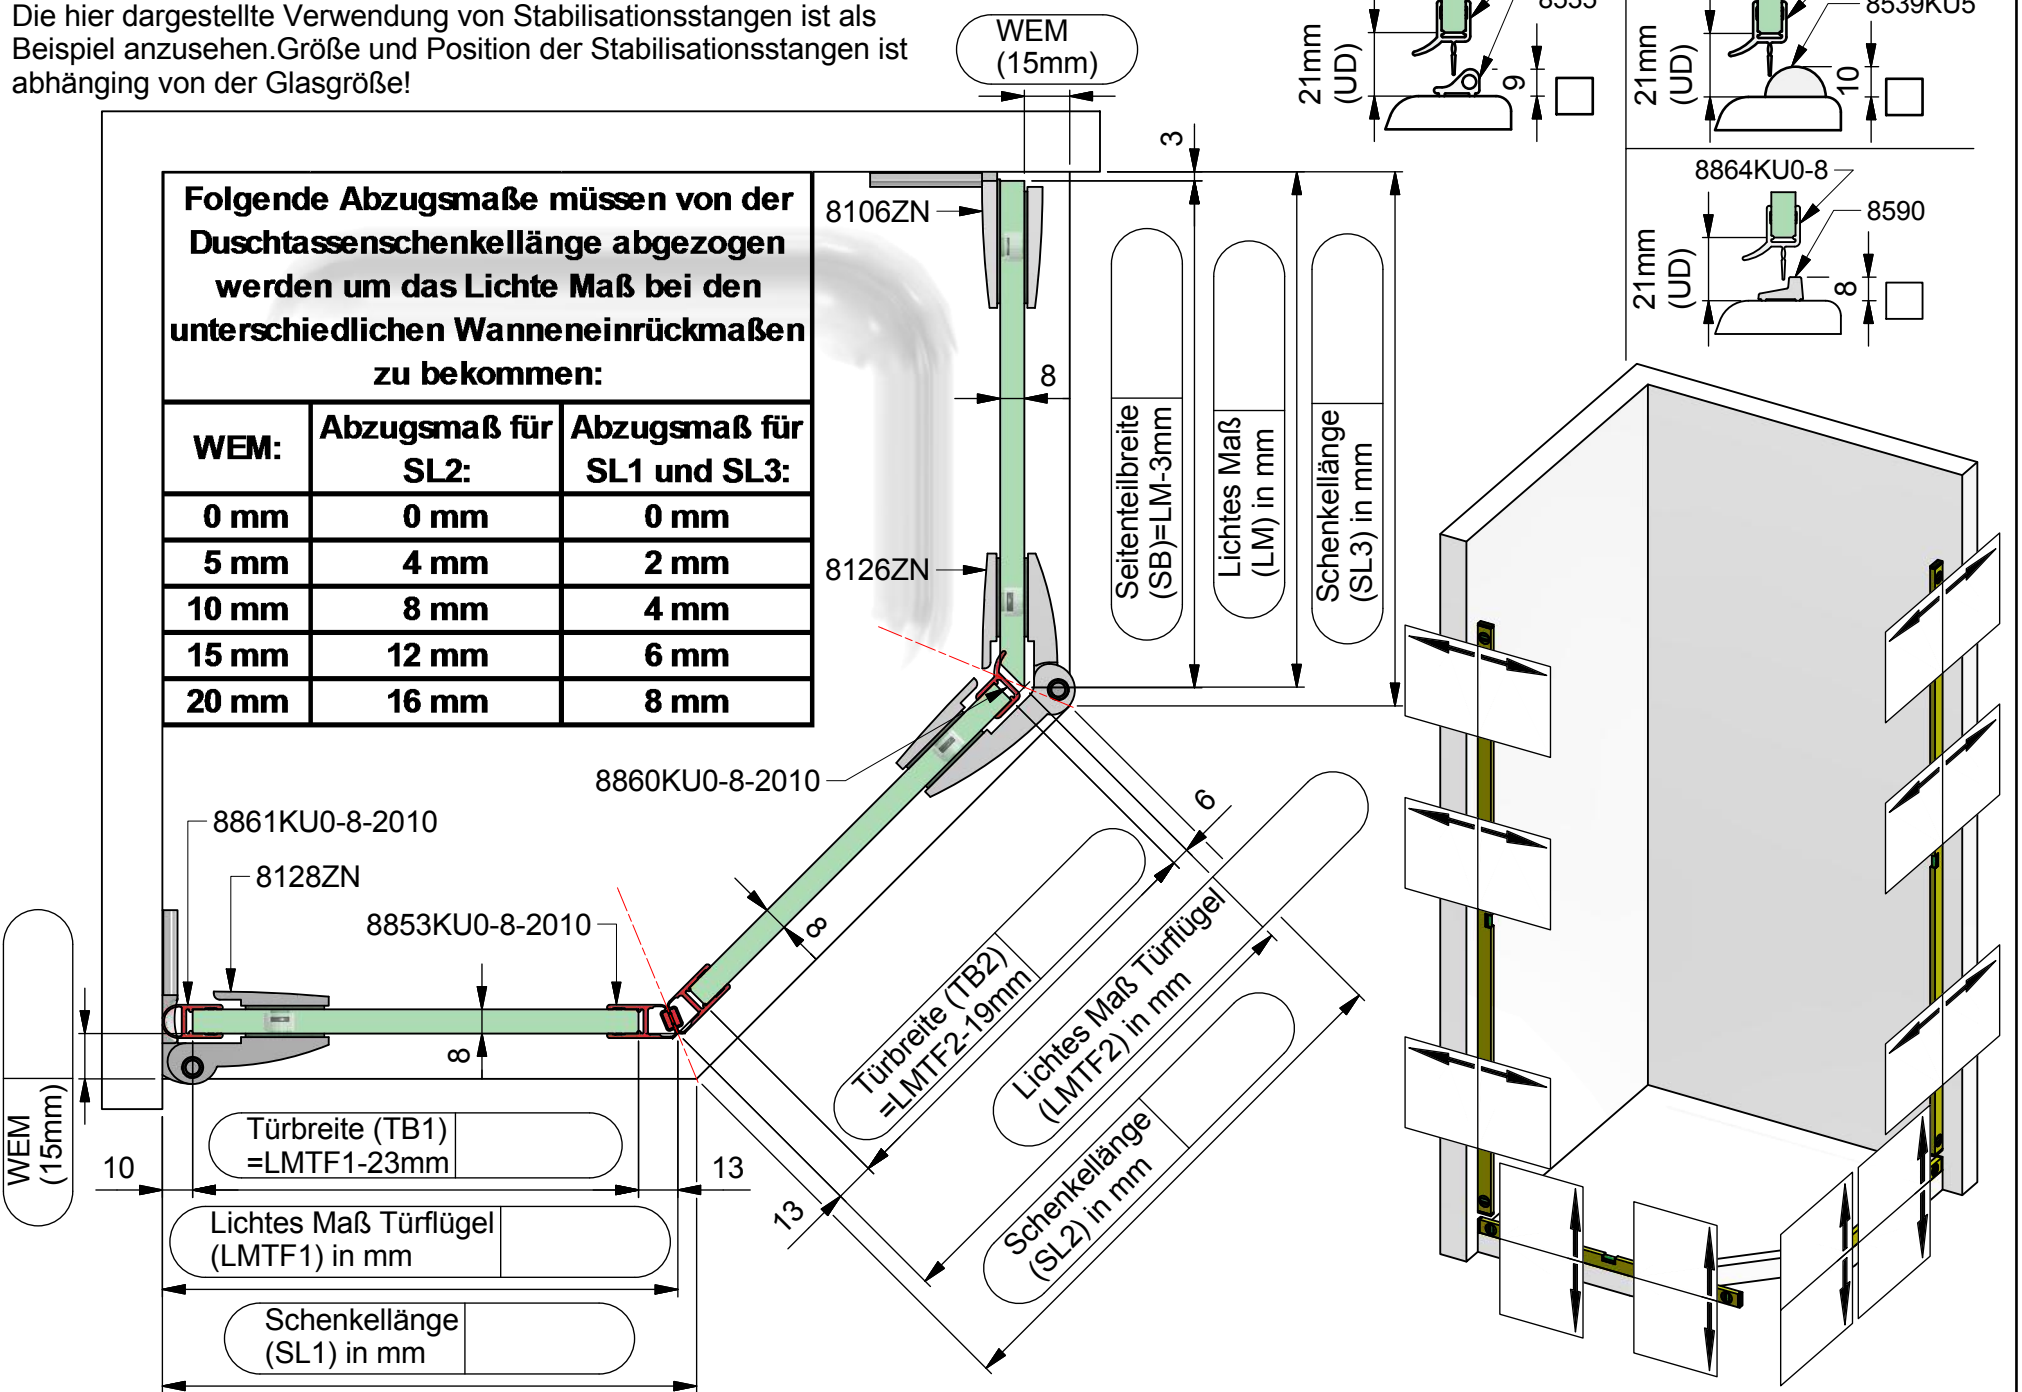 Die hier dargestellte Verwendung von Stabilisationsstangen ist als
Beispiel anzusehen.Größe und Position der Stabilisationsstangen ist
abhänging von der Glasgröße!
WEM
(15mm)
21mm
(UD)
8535
9
21mm
(UD)
8539KU5
10
8864KU0-8
8590
21mm
(UD)
8
3
Folgende Abzugsmaße müssen von der
Duschtassenschenkellänge abgezogen
werden um das Lichte Maß bei den
unterschiedlichen Wanneneinrückmaßen
zu bekommen:
WEM:
Abzugsmaß für
SL2:
Abzugsmaß für
SL1 und SL3:
0 mm 0 mm 0 mm
5 mm 4 mm 2 mm
10 mm 8 mm 4 mm
15 mm 12 mm 6 mm
20 mm 16 mm 8 mm
8106ZN
8
8126ZN
Seitenteilbreite
(SB)=LM-3mm
Lichtes Maß
(LM) in mm
Schenkellänge
(SL3) in mm
8860KU0-8-2010
8861KU0-8-2010
8128ZN
8853KU0-8-2010
6
8
8
Türbreite (TB2)
=LMTF2-19mm
Lichtes Maß Türflügel
(LMTF2) in mm
Schenkellänge
(SL2) in mm
13
WEM
(15mm)
10
Türbreite (TB1)
=LMTF1-23mm
13
Lichtes Maß Türflügel
(LMTF1) in mm
Schenkellänge
(SL1) in mm